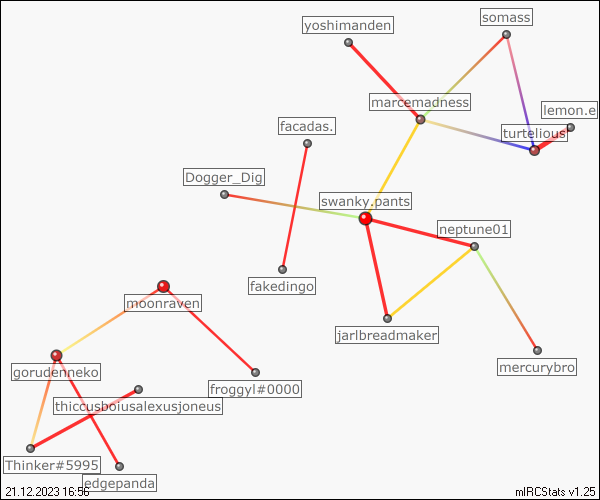 somass
yoshimanden
marcemadness
lemon.e
facadas.
turtelious
Dogger_Dig
swanky.pants
neptune01
fakedingo
moonraven
jarlbreadmaker
mercurybro
gorudenneko
froggyl#0000
thiccusboiusalexusjoneus
Thinker#5995
edgepanda
21.12.2023 16:56
mIRCStats v1.25